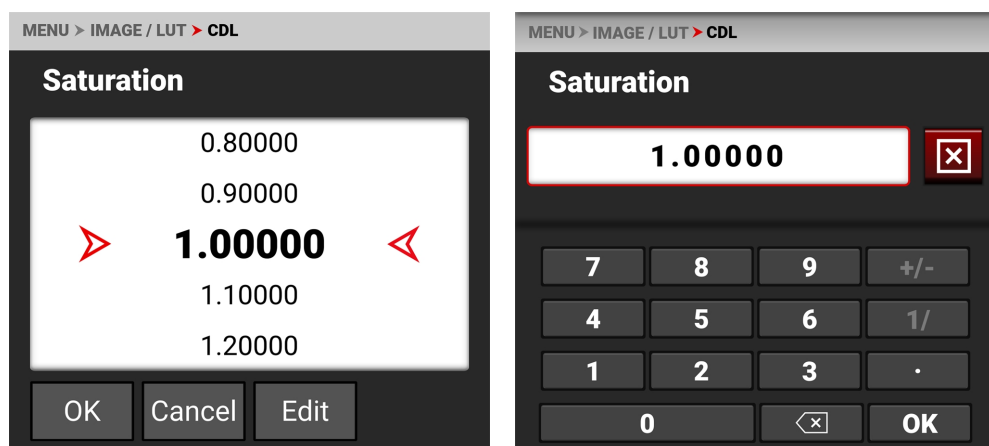 MENU > IMAGE / LUT > CDL
Saturation
0.80000
0.90000
1.00000
1.10000
1.20000
OK Cancel Edit
MENU > IMAGE / LUT > CDL
Saturation
1.00000
7 8 9 +/-
4 5 6 1/
1 2 3 .
0 OK